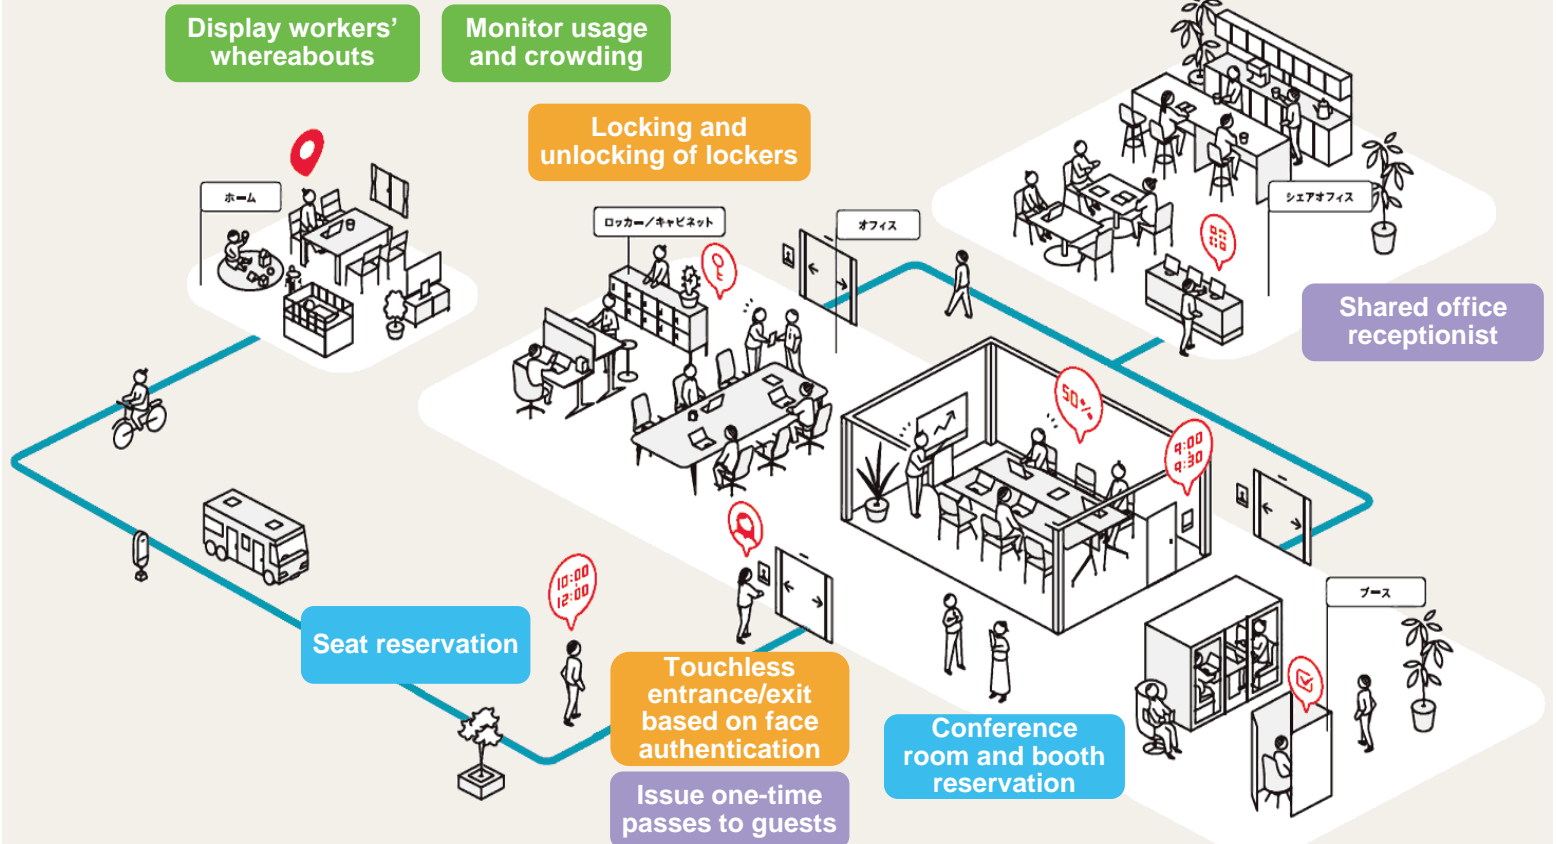 Display workers’
whereabouts
Monitor usage
and crowding
Locking and
unlocking of lockers
ホーム
ロッカー／キャビネット
オフィス
シェアオフィス
Shared office
receptionist
50%
9:00
9:30
10:00
12:00
ブース
Seat reservation
Touchless
entrance/exit
based on face
authentication
Conference
room and booth
reservation
Issue one-time
passes to guests